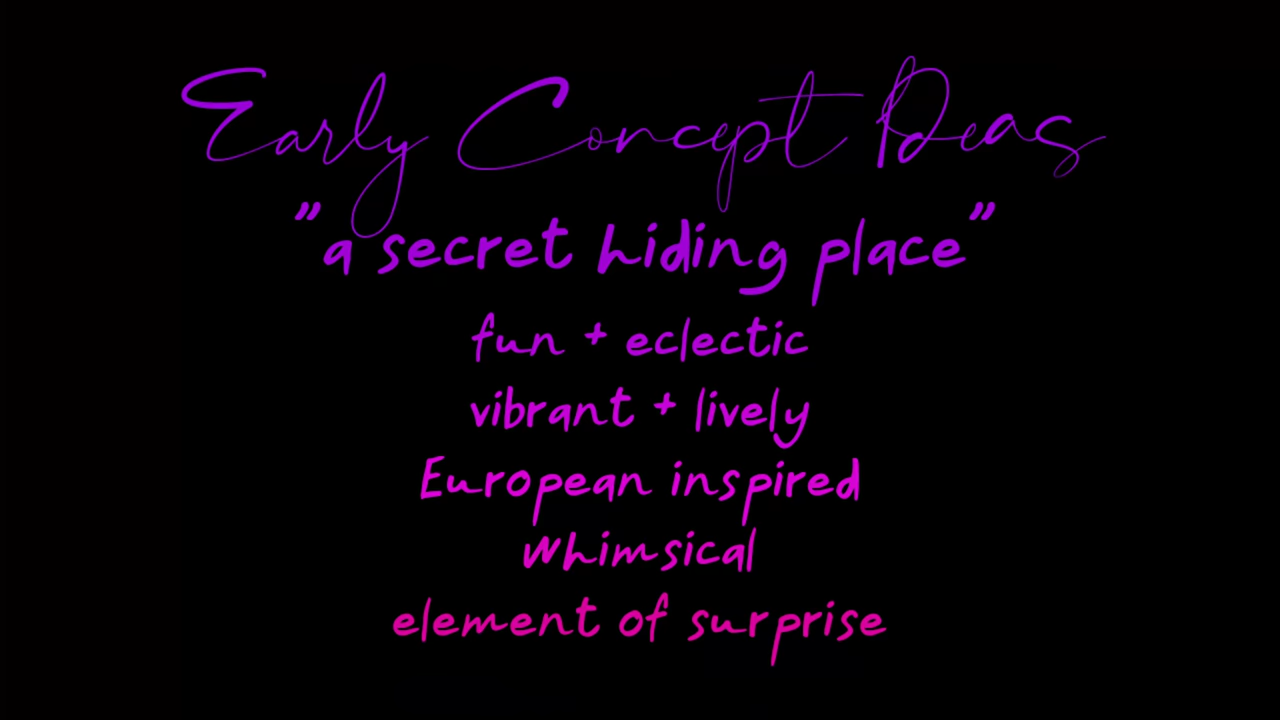 Early Concept Ideas
"a secret hiding place"
fun + eclectic
vibrant + lively
European inspired
whimsical
element of surprise